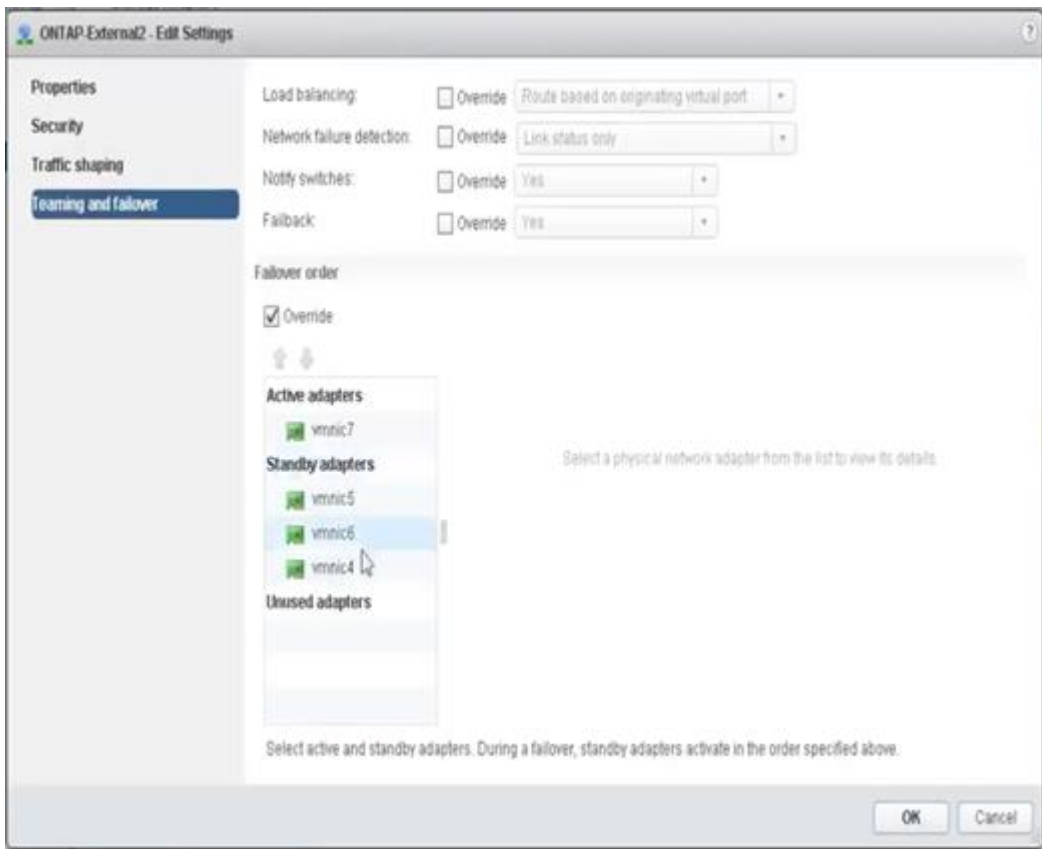 ONTAP-External2 - Edit Settings
?
Properties
Security
Traffic shaping
Teaming and failover
Load balancing: Override Route based on originating virtual port
Network failure detection: Override Link status only
Notify switches: Override Yes
Failback: Override Yes
Failover order
Override
Active adapters
vmnic7
Standby adapters
vmnic5
vmnic6
vmnic4
Unused adapters
Select a physical network adapter from the list to view its details.
Select active and standby adapters. During a failover, standby adapters activate in the order specified above.
OK Cancel